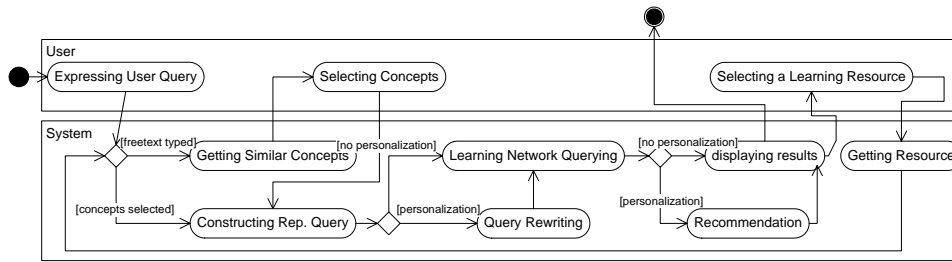 User
Expressing User Query
Selecting Concepts
Selecting a Learning Resource
System
[freetext typed]
Getting Similar Concepts
[no personalization]
Learning Network Querying
[no personalization]
displaying results
Getting Resource
[concepts selected]
Constructing Rep. Query
[personalization]
Query Rewriting
[personalization]
Recommendation